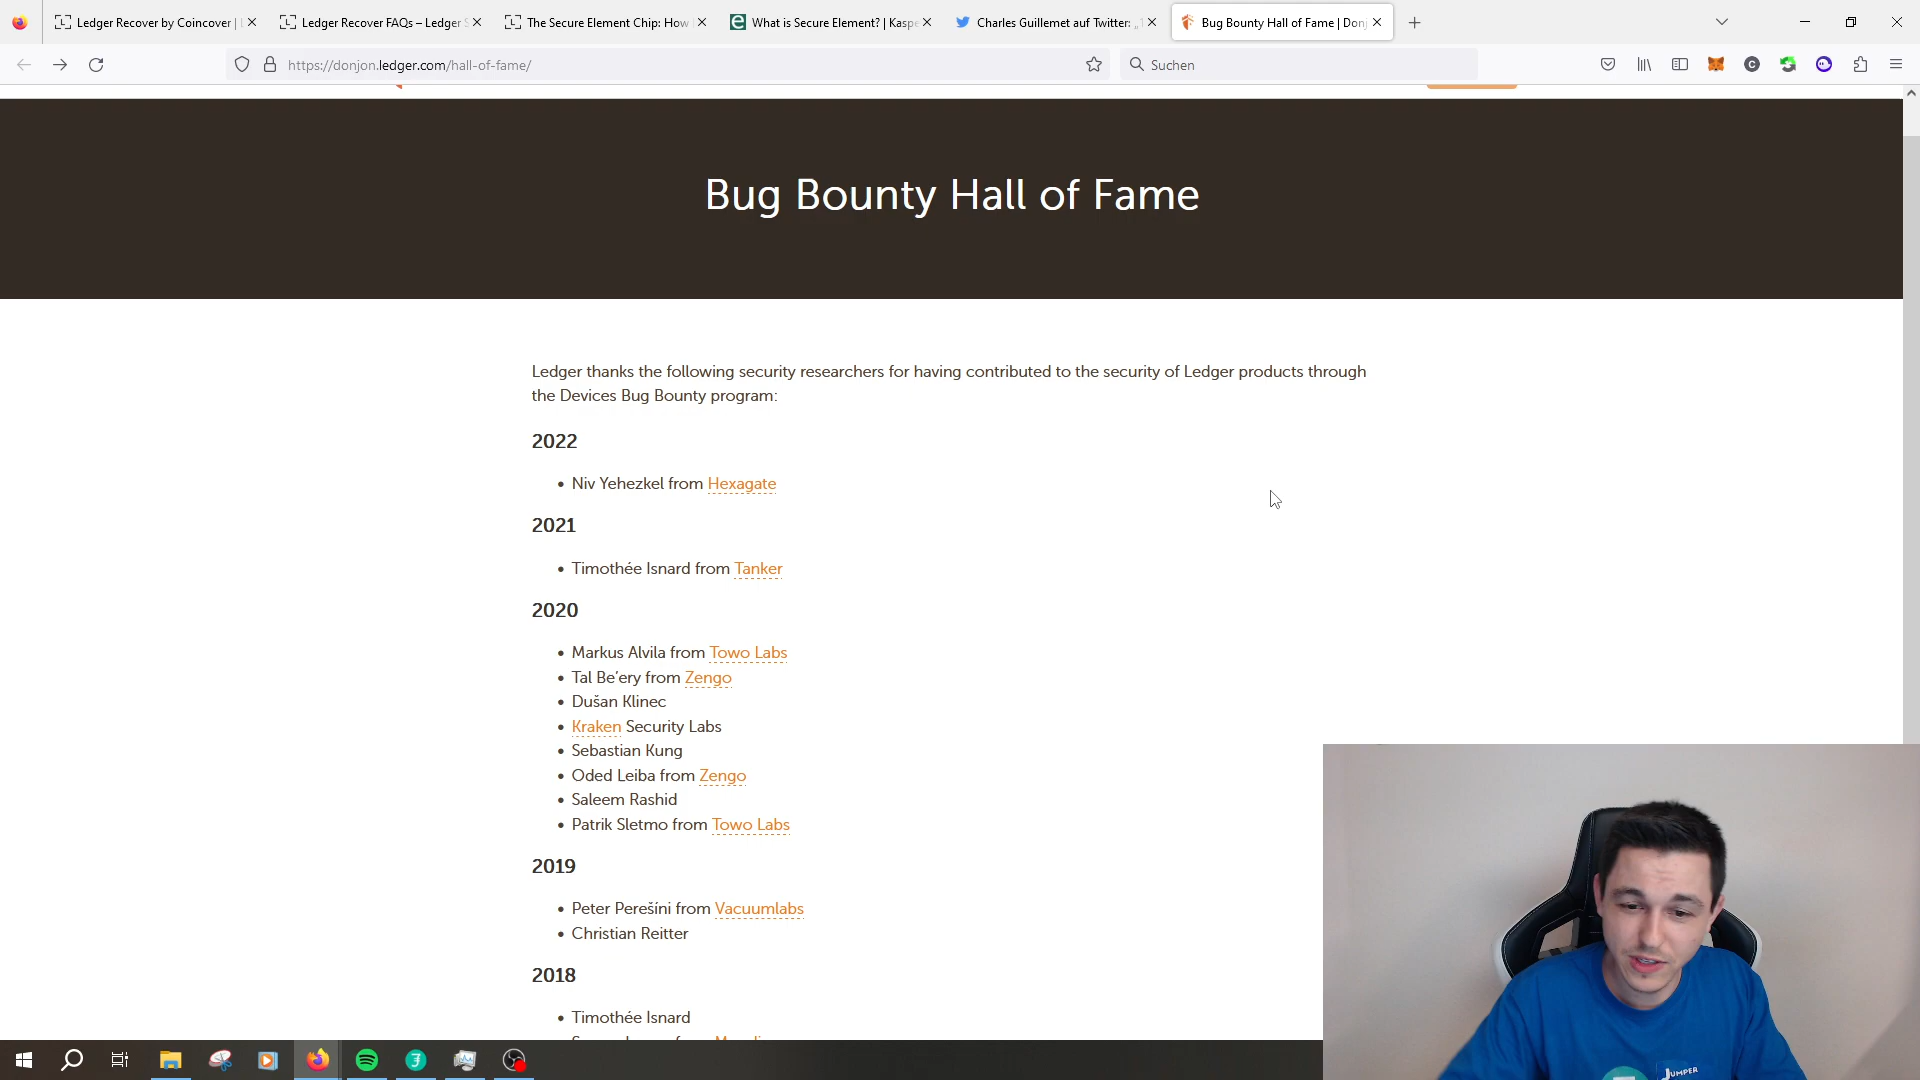 Ledger Recover by Coincover | L
Ledger Recover FAQs – Ledger S
The Secure Element Chip: How
What is Secure Element? | Kaspe
Charles Guillemet auf Twitter: „T
Bug Bounty Hall of Fame | Donj
https://donjon.ledger.com/hall-of-fame/
Suchen
Bug Bounty Hall of Fame
Ledger thanks the following security researchers for having contributed to the security of Ledger products through
the Devices Bug Bounty program:
2022
• Niv Yehezkel from Hexagate
2021
• Timothée Isnard from Tanker
2020
• Markus Alvila from Towo Labs
• Tal Be’ery from Zengo
• Dušan Klinec
• Kraken Security Labs
• Sebastian Kung
• Oded Leiba from Zengo
• Saleem Rashid
• Patrik Sletmo from Towo Labs
2019
• Peter Perešíni from Vacuumlabs
• Christian Reitter
2018
• Timothée Isnard
JUMPER